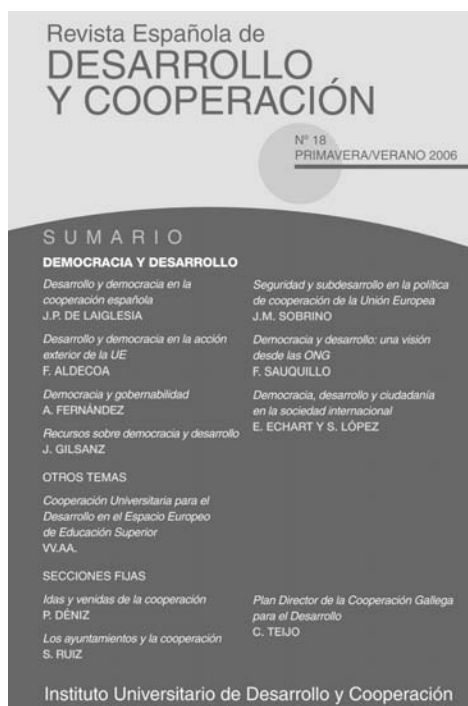 Revista Española de
DESARROLLO
Y COOPERACIÓN
Nº 18
PRIMAVERA/VERANO 2006
SUMARIO
DEMOCRACIA Y DESARROLLO
Desarrollo y democracia en la
cooperación española
J.P. DE LAIGLESIA
Desarrollo y democracia en la acción
exterior de la UE
F. ALDECOA
Democracia y gobernabilidad
A. FERNÁNDEZ
Recursos sobre democracia y desarrollo
J. GILSANZ
Seguridad y subdesarrollo en la política
de cooperación de la Unión Europea
J.M. SOBRINO
Democracia y desarrollo: una visión
desde las ONG
F. SAUQUILLO
Democracia, desarrollo y ciudadanía
en la sociedad internacional
E. ECHART Y S. LÓPEZ
OTROS TEMAS
Cooperación Universitaria para el
Desarrollo en el Espacio Europeo
de Educación Superior
VV.AA.
SECCIONES FIJAS
Idas y venidas de la cooperación
P. DÉNIZ
Los ayuntamientos y la cooperación
S. RUIZ
Plan Director de la Cooperación Gallega
para el Desarrollo
C. TEIJO
Instituto Universitario de Desarrollo y Cooperación